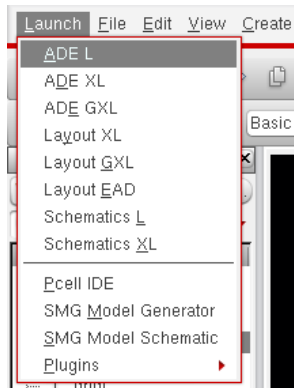 Launch File Edit View Create
ADE L
ADE XL
ADE GXL
Layout XL
Basic
Layout GXL
Layout EAD
Schematics L
Schematics XL
Pcell IDE
SMG Model Generator
SMG Model Schematic
Plugins